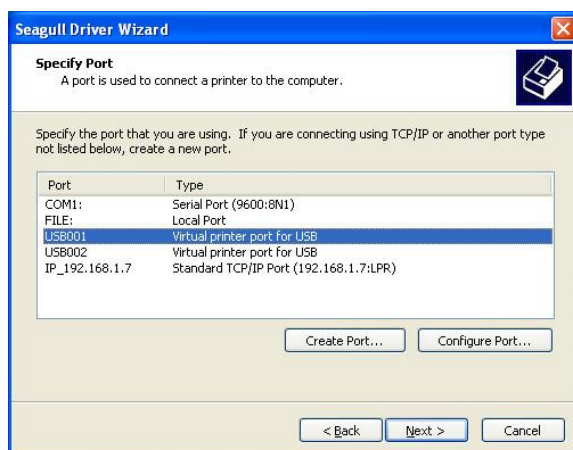 Seagull Driver Wizard
Specify Port
A port is used to connect a printer to the computer.
Specify the port that you are using. If you are connecting using TCP/IP or another port type
not listed below, create a new port.
Port Type
COM1: Serial Port (9600:8N1)
FILE: Local Port
USB001 Virtual printer port for USB
USB002 Virtual printer port for USB
IP_192.168.1.7 Standard TCP/IP Port (192.168.1.7:LPR)
Create Port... Configure Port...
< Back Next > Cancel